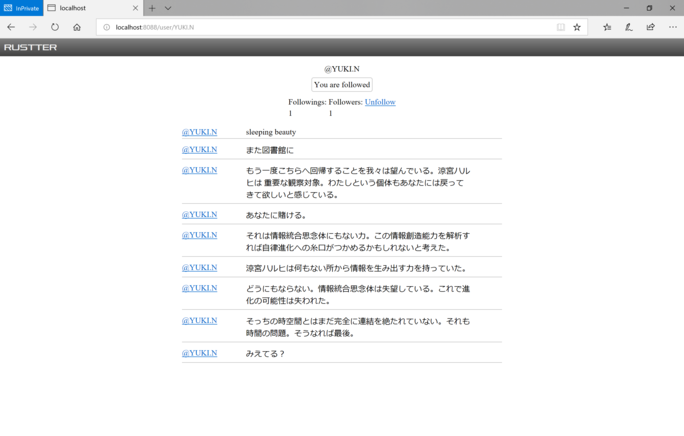 InPrivate
localhost
localhost:8088/user/YUKI.N
RUSTTER
@YUKI.N
You are followed
Followings: Followers: Unfollow
1 1
@YUKI.N sleeping beauty
@YUKI.N また図書館に
@YUKI.N もう一度こちらへ回帰することを我々は望んでいる。涼宮ハル
ヒは 重要な観察対象。わたしという個体もあなたには戻って
きて欲しいと感じている。
@YUKI.N あなたに賭ける。
@YUKI.N それは情報統合思念体にもない力。この情報創造能力を解析す
れば自律進化への糸口がつかめるかもしれないと考えた。
@YUKI.N 涼宮ハルヒは何もない所から情報を生み出す力を持っていた。
@YUKI.N どうにもならない。情報統合思念体は失望している。これで進
化の可能性は失われた。
@YUKI.N そっちの時空間とはまだ完全に連結を絶たれていない。それも
時間の問題。そうなれば最後。
@YUKI.N みえてる？